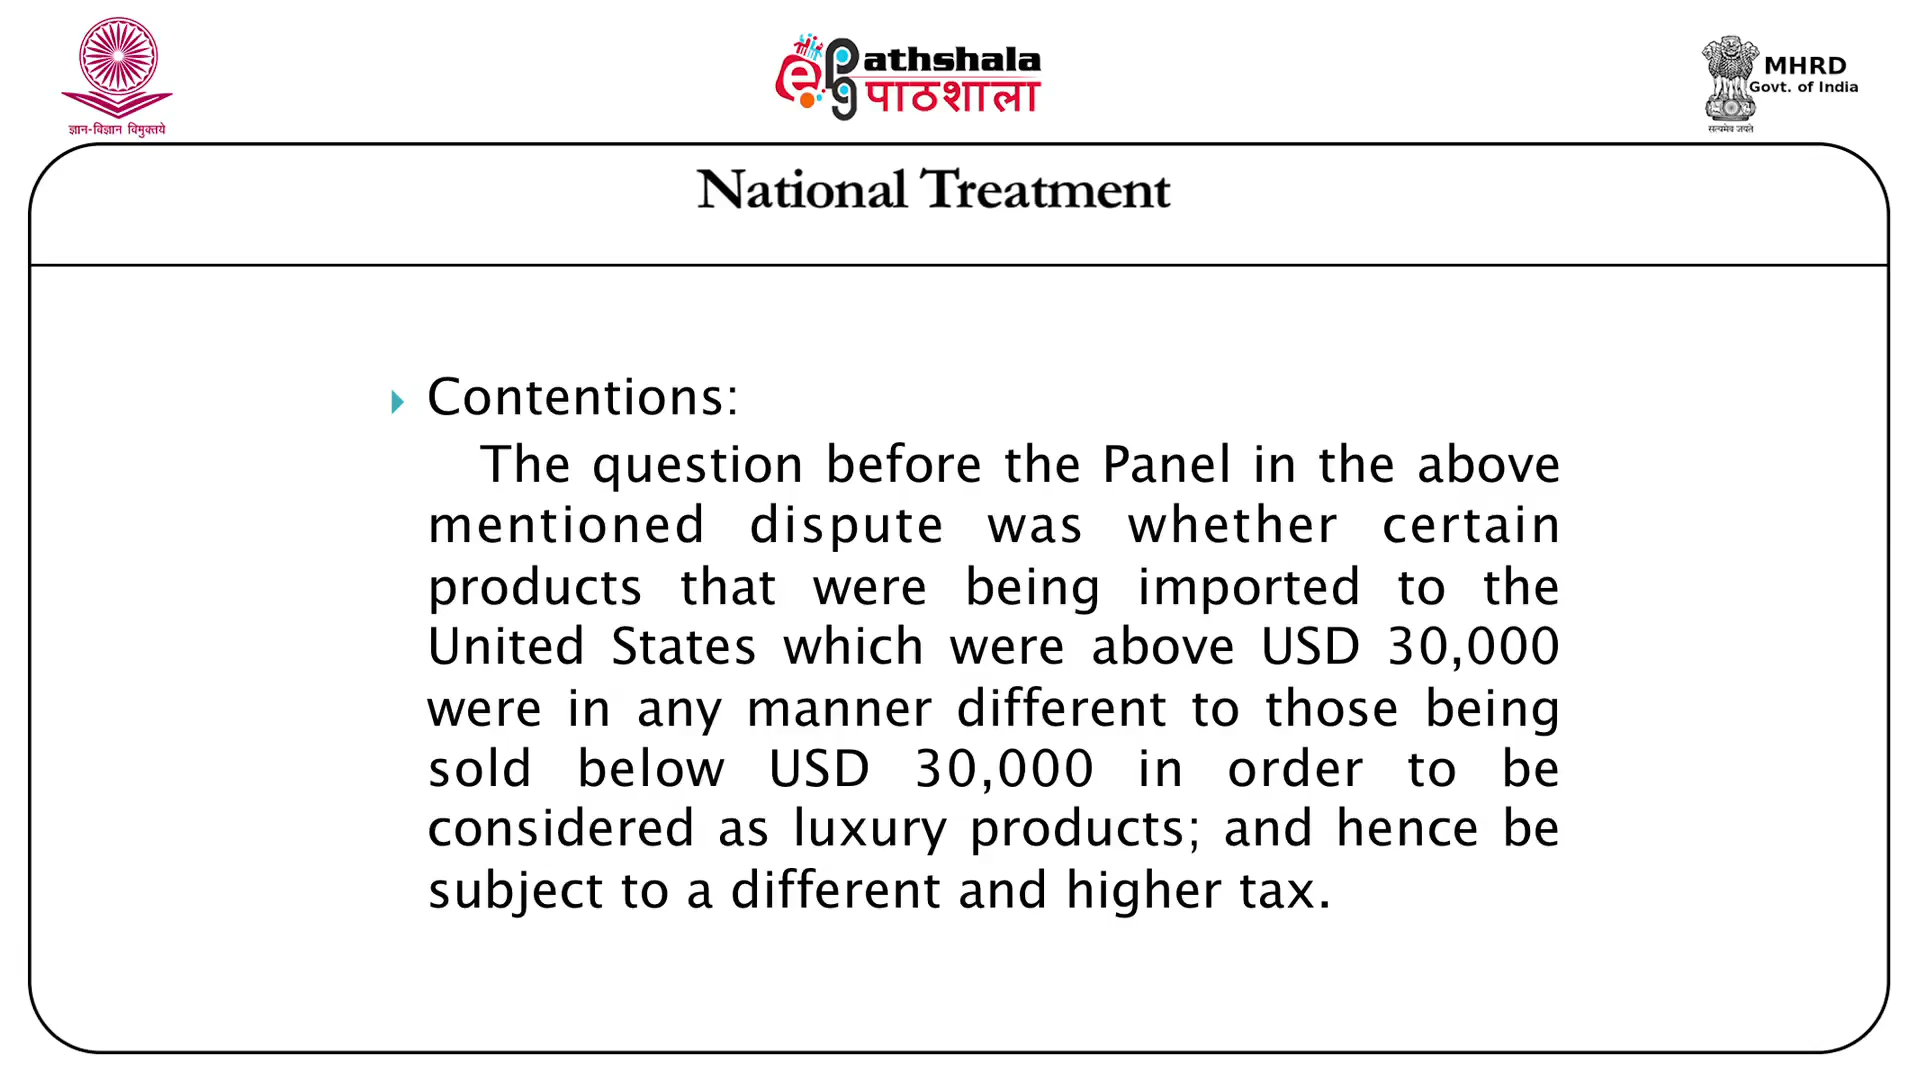 ज्ञान-विज्ञान विमुक्तये
e PG Pathshala
पाठशाला
MHRD
Govt. of India
सत्यमेव जयते
National Treatment
Contentions:
The question before the Panel in the above
mentioned dispute was whether certain
products that were being imported to the
United States which were above USD 30,000
were in any manner different to those being
sold below USD 30,000 in order to be
considered as luxury products; and hence be
subject to a different and higher tax.